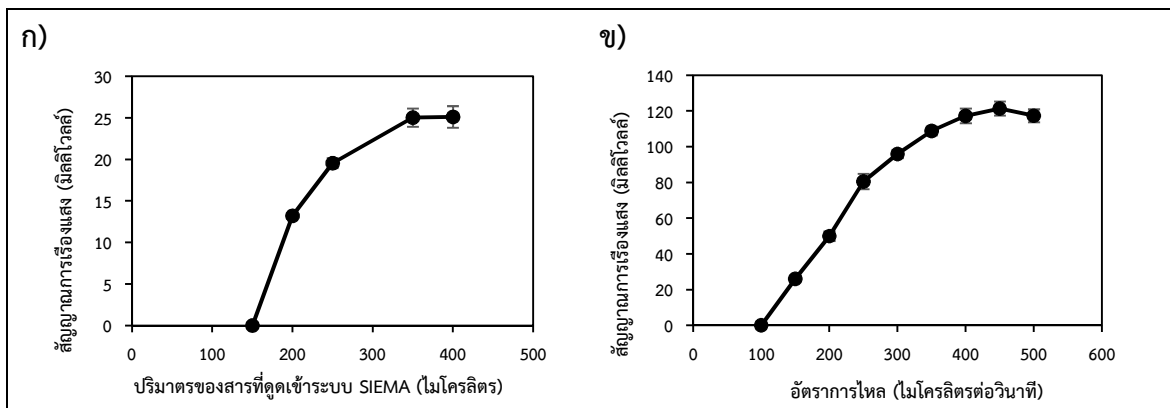 ก)
30
25
20
15
10
5
0
สัญญาณการเรืองแสง (มิลลิโวลล์)
0 100 200 300 400 500
ปริมาตรของสารที่ดูดเข้าระบบ SIEMA (ไมโครลิตร)
ข)
140
120
100
80
60
40
20
0
สัญญาณการเรืองแสง (มิลลิโวลล์)
0 100 200 300 400 500 600
อัตราการไหล (ไมโครลิตรต่อวินาที)